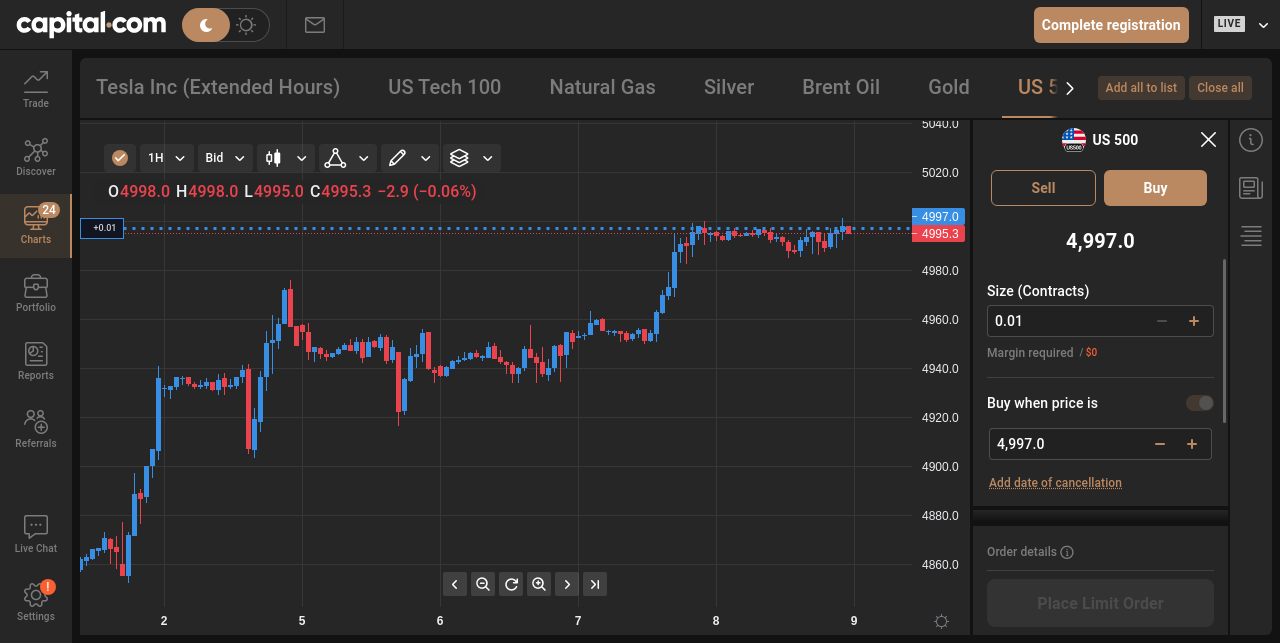 capital.com
Complete registration
LIVE
Tesla Inc (Extended Hours)
US Tech 100
Natural Gas
Silver
Brent Oil
Gold
US 5
Add all to list
Close all
Trade
Discover
24
Charts
Portfolio
Reports
Referrals
Live Chat
!
Settings
1H
Bid
O4998.0 H4998.0 L4995.0 C4995.3 −2.9 (−0.06%)
+0.01
5040.0
5020.0
4997.0
4995.3
4980.0
4960.0
4940.0
4920.0
4900.0
4880.0
4860.0
2
5
6
7
8
9
US500
US 500
Sell
Buy
4,997.0
Size (Contracts)
0.01
Margin required / $0
Buy when price is
4,997.0
Add date of cancellation
Order details
Place Limit Order